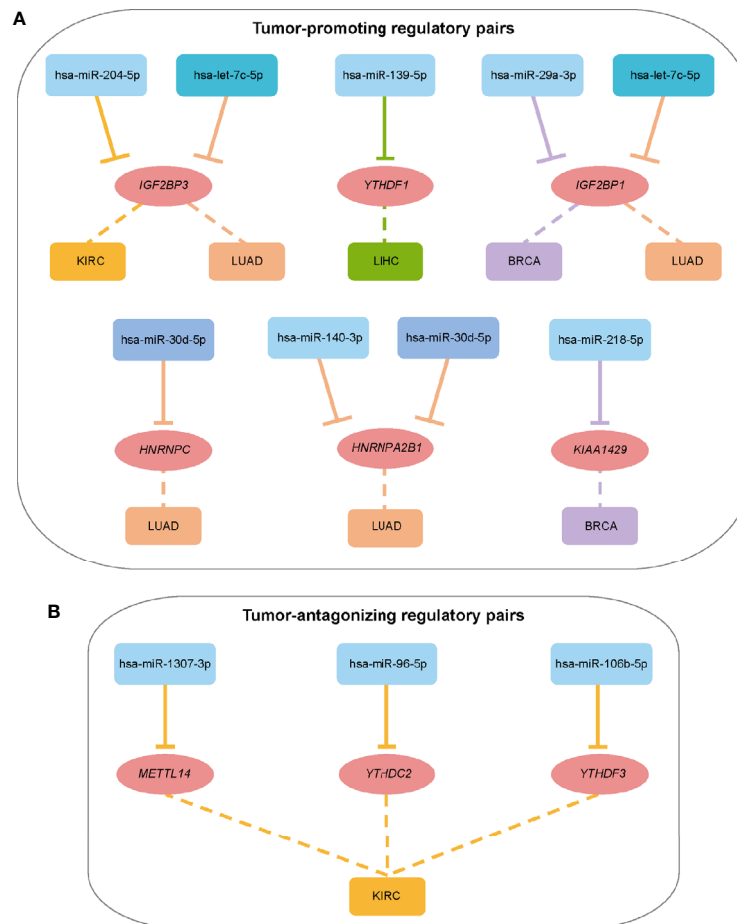 A
Tumor-promoting regulatory pairs
hsa-miR-204-5p
hsa-let-7c-5p
hsa-miR-139-5p
hsa-miR-29a-3p
hsa-let-7c-5p
IGF2BP3
YTHDF1
IGF2BP1
KIRC
LUAD
LIHC
BRCA
LUAD
hsa-miR-30d-5p
hsa-miR-140-3p
hsa-miR-30d-5p
hsa-miR-218-5p
HNRNPC
HNRNPA2B1
KIAA1429
LUAD
LUAD
BRCA
B
Tumor-antagonizing regulatory pairs
hsa-miR-1307-3p
hsa-miR-96-5p
hsa-miR-106b-5p
METTL14
YTHDC2
YTHDF3
KIRC